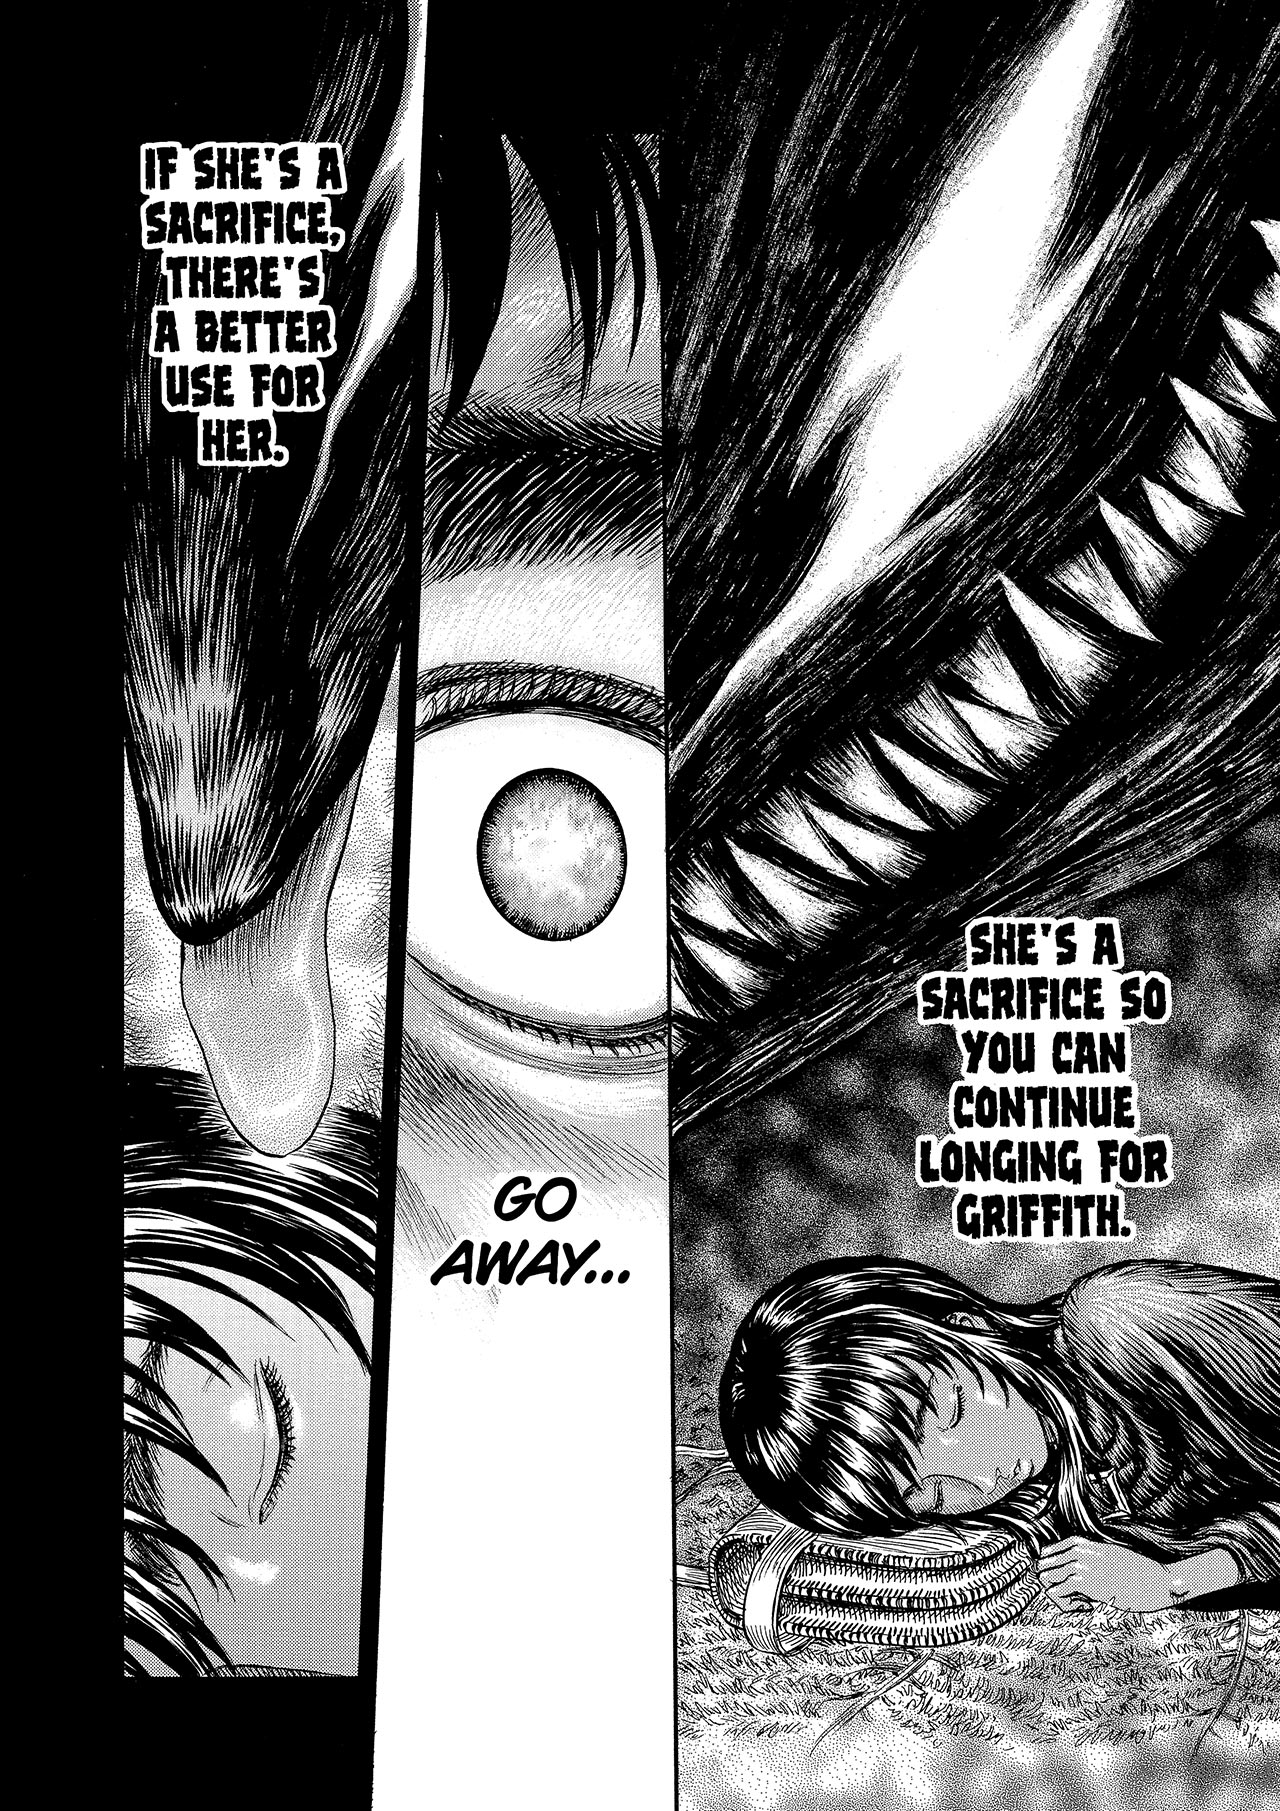 SHE'S A
SACRIFICE SO
YOU CAN
CONTINUE
LONGING FOR
GRIFFITH.
GO
AWAY...
IF SHE'S A
SACRIFICE,
THERE'S
A BETTER
USE FOR
HER.